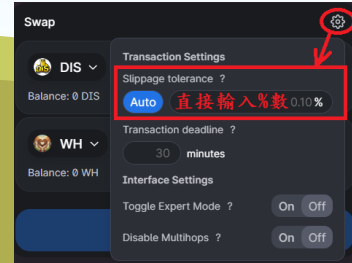 Swap
DIS
Balance: 0 DIS
WH
Balance: 0 WH
Transaction Settings
Slippage tolerance ?
Auto 直接輸入%數 0.10 %
Transaction deadline ?
30 minutes
Interface Settings
Toggle Expert Mode ? On Off
Disable Multihops ? On Off